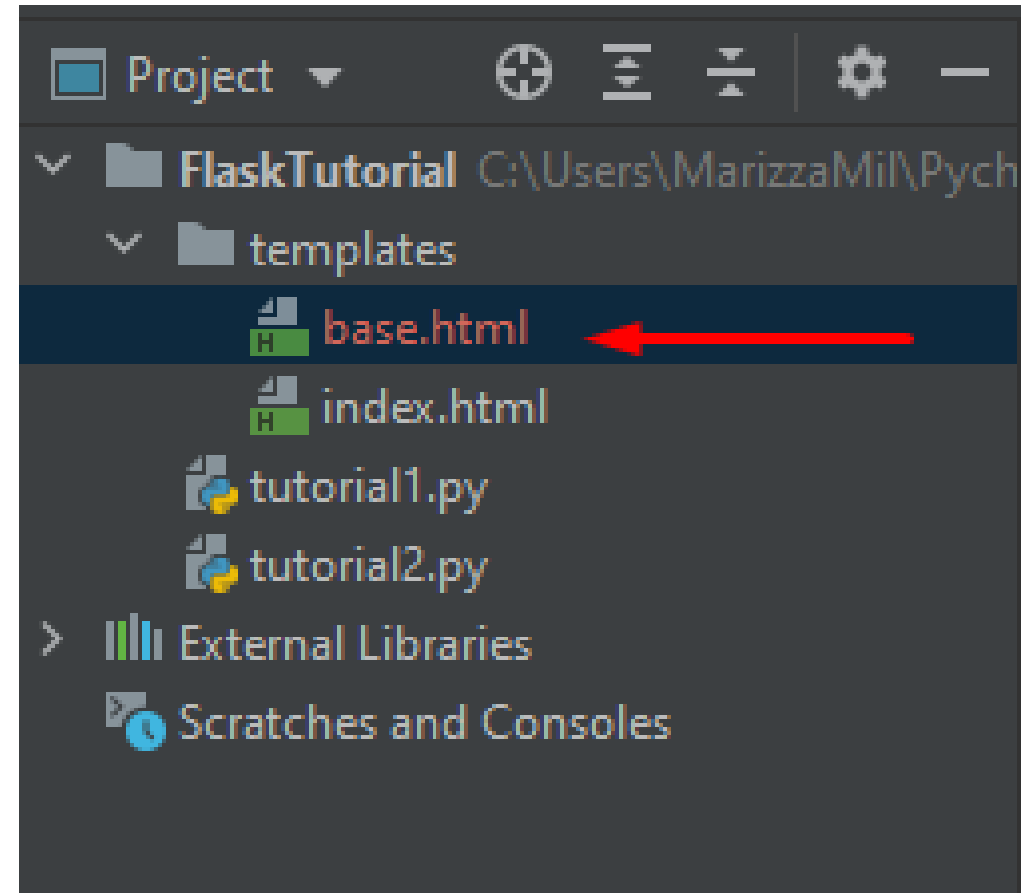 Project
FlaskTutorial C:\Users\MarizzaMil\Pych
templates
H base.html
H index.html
tutorial1.py
tutorial2.py
External Libraries
Scratches and Consoles